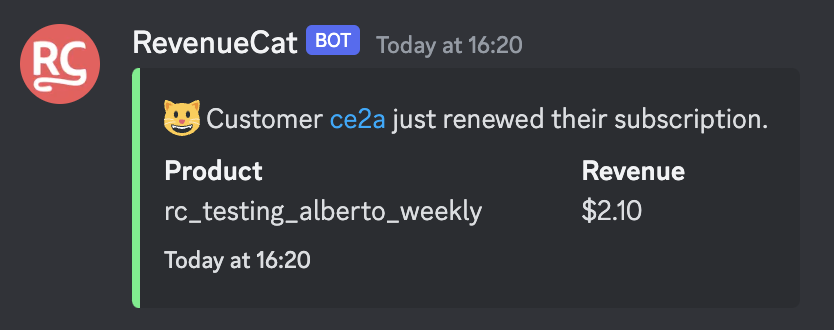 RC
RevenueCat BOT Today at 16:20
😺 Customer ce2a just renewed their subscription.
Product Revenue
rc_testing_alberto_weekly $2.10
Today at 16:20